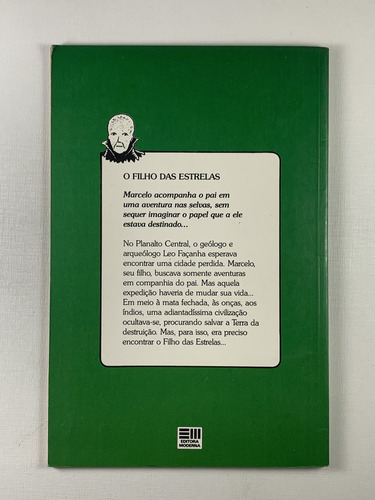 O FILHO DAS ESTRELAS
Marcelo acompanha o pai em
uma aventura nas selvas, sem
sequer imaginar o papel que a ele
estava destinado...
No Planalto Central, o geólogo e
arqueólogo Leo Façanha esperava
encontrar uma cidade perdida. Marcelo,
seu filho, buscava somente aventuras
em companhia do pai. Mas aquela
expedição haveria de mudar sua vida...
Em meio à mata fechada, às onças, aos
índios, uma adiantadíssima civilização
ocultava-se, procurando salvar a Terra da
destruição. Mas, para isso, era preciso
encontrar o Filho das Estrelas...
EDITORA
MODERNA